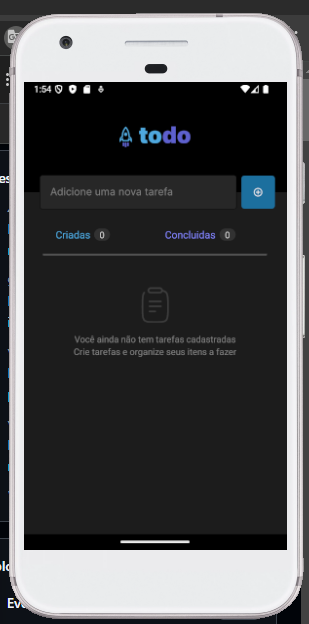 1:54
todo
Adicione uma nova tarefa
Criadas 0 Concluidas 0
Você ainda não tem tarefas cadastradas
Crie tarefas e organize seus itens a fazer